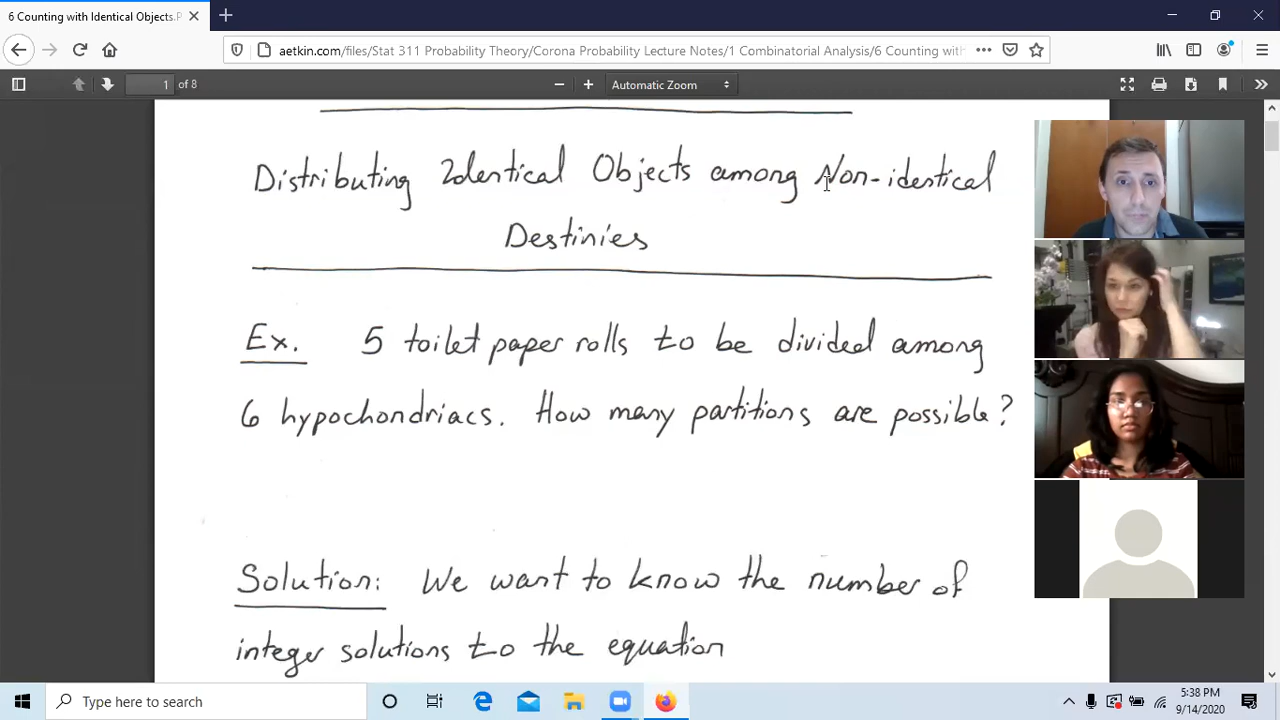 6 Counting with Identical Objects.P
aetkin.com/files/Stat 311 Probability Theory/Corona Probability Lecture Notes/1 Combinatorial Analysis/6 Counting with
1 of 8
Automatic Zoom
Distributing Identical Objects among Non-identical
Destinies
Ex. 5 toilet paper rolls to be divided among
6 hypochondriacs. How many partitions are possible?
Solution: We want to know the number of
integer solutions to the equation
Type here to search
5:38 PM
9/14/2020